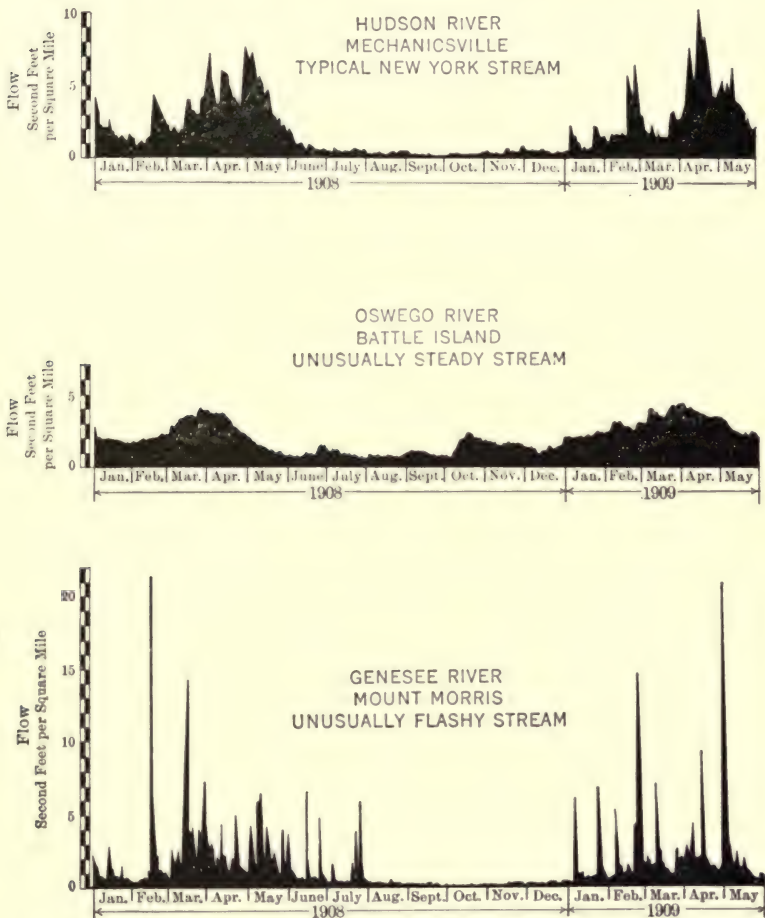 HUDSON RIVER
MECHANICSVILLE
TYPICAL NEW YORK STREAM
Flow
Second Feet
per Square Mile
10
5
0
Jan. Feb. Mar. Apr. May June July Aug. Sept. Oct. Nov. Dec. Jan. Feb. Mar. Apr. May
1908 1909
OSWEGO RIVER
BATTLE ISLAND
UNUSUALLY STEADY STREAM
Flow
Second Feet
per Square Mile
5
0
Jan. Feb. Mar. Apr. May June July Aug. Sept. Oct. Nov. Dec. Jan. Feb. Mar. Apr. May
1908 1909
GENESEE RIVER
MOUNT MORRIS
UNUSUALLY FLASHY STREAM
Flow
Second Feet per Square Mile
20
15
10
5
0
Jan. Feb. Mar. Apr. May June July Aug. Sept. Oct. Nov. Dec. Jan. Feb. Mar. Apr. May
1908 1909